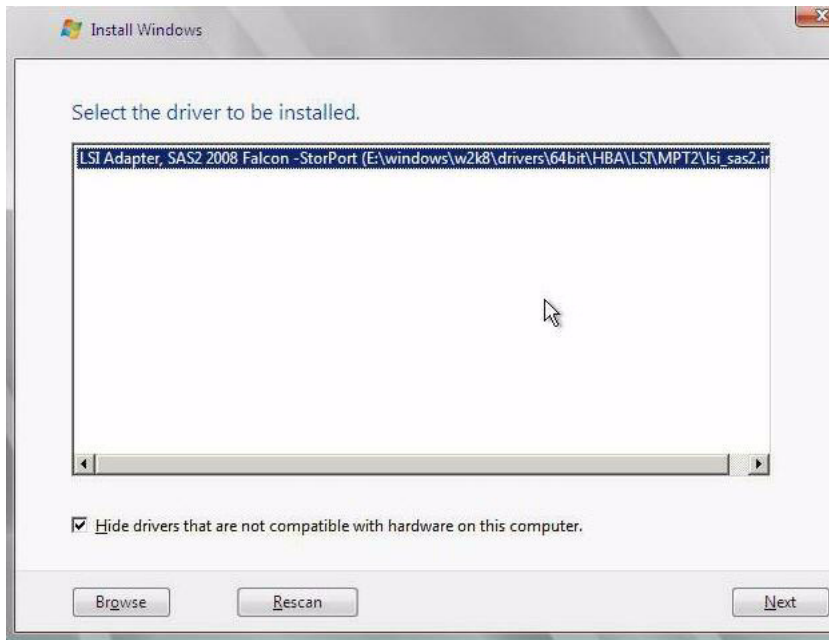 Install Windows
Select the driver to be installed.
LSI Adapter, SAS2 2008 Falcon -StorPort (E:\windows\w2k8\drivers\64bit\HBA\LSI\MPT2\lsi_sas2.in
Hide drivers that are not compatible with hardware on this computer.
Browse
Rescan
Next